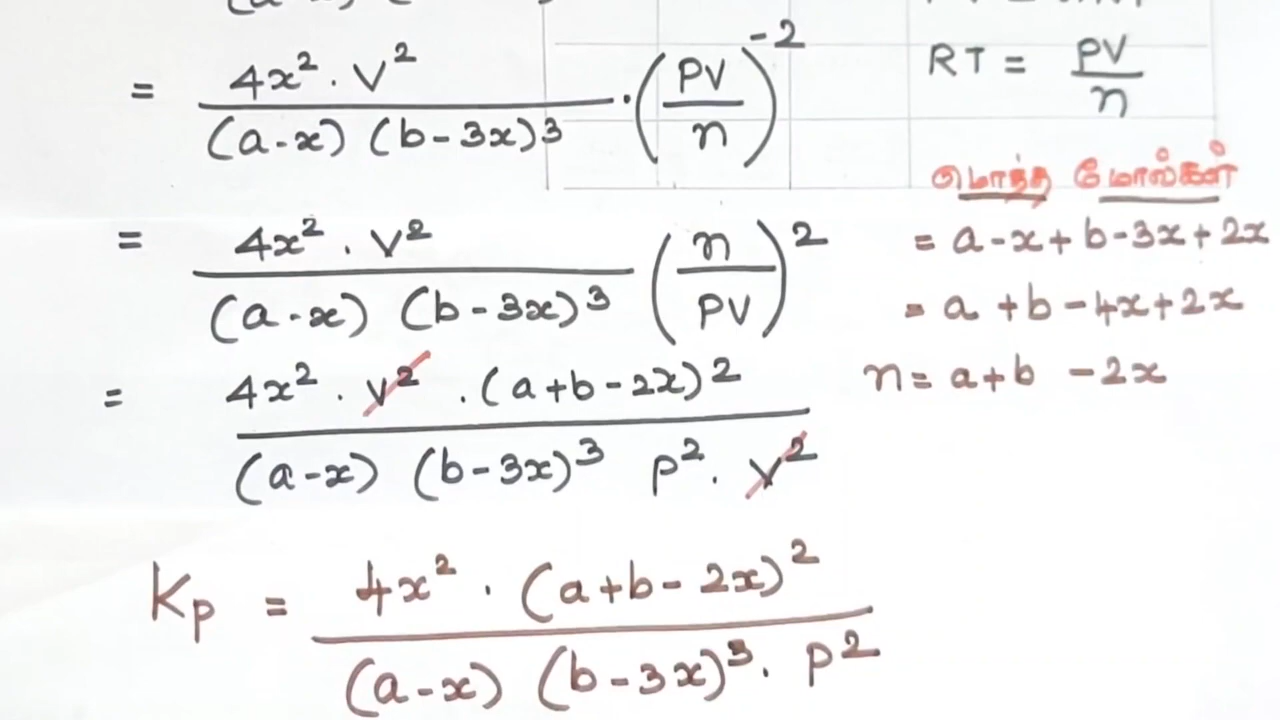 = 4x² . V² / (a-x) (b-3x)³ . (PV/n)⁻²
RT = PV/n
மொத்த மோல்கள்
= 4x² . V² / (a-x) (b-3x)³ (n/PV)²
= a-x+b-3x+2x
= a+b-4x+2x
= 4x² . V² . (a+b-2x)² / (a-x) (b-3x)³ P² . V²
n = a+b -2x
Kp = 4x² . (a+b-2x)² / (a-x) (b-3x)³ . P²